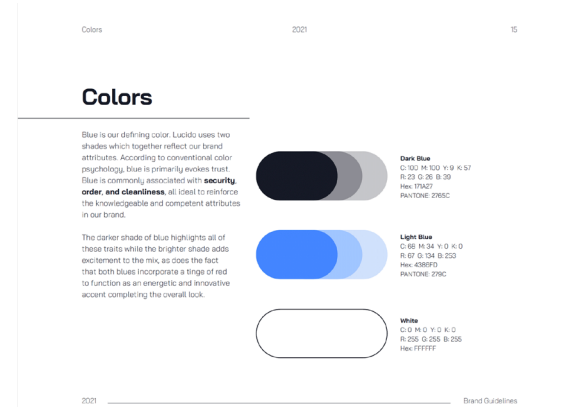 Colors
2021
15
Colors
Blue is our defining color. Lucido uses two
shades which together reflect our brand
attributes. According to conventional color
psychology, blue is primarily evokes trust.
Blue is commonly associated with security,
order, and cleanliness, all ideal to reinforce
the knowledgeable and competent attributes
in our brand.
The darker shade of blue highlights all of
these traits while the brighter shade adds
excitement to the mix, as does the fact
that both blues incorporate a tinge of red
to function as an energetic and innovative
accent completing the overall look.
Dark Blue
C: 100 M: 100 Y: 9 K: 57
R: 23 G: 26 B: 39
Hex: 171A27
PANTONE: 2765C
Light Blue
C: 68 M: 34 Y: 0 K: 0
R: 67 G: 134 B: 253
Hex: 4386FD
PANTONE: 279C
White
C: 0 M: 0 Y: 0 K: 0
R: 255 G: 255 B: 255
Hex: FFFFFF
2021
Brand Guidelines